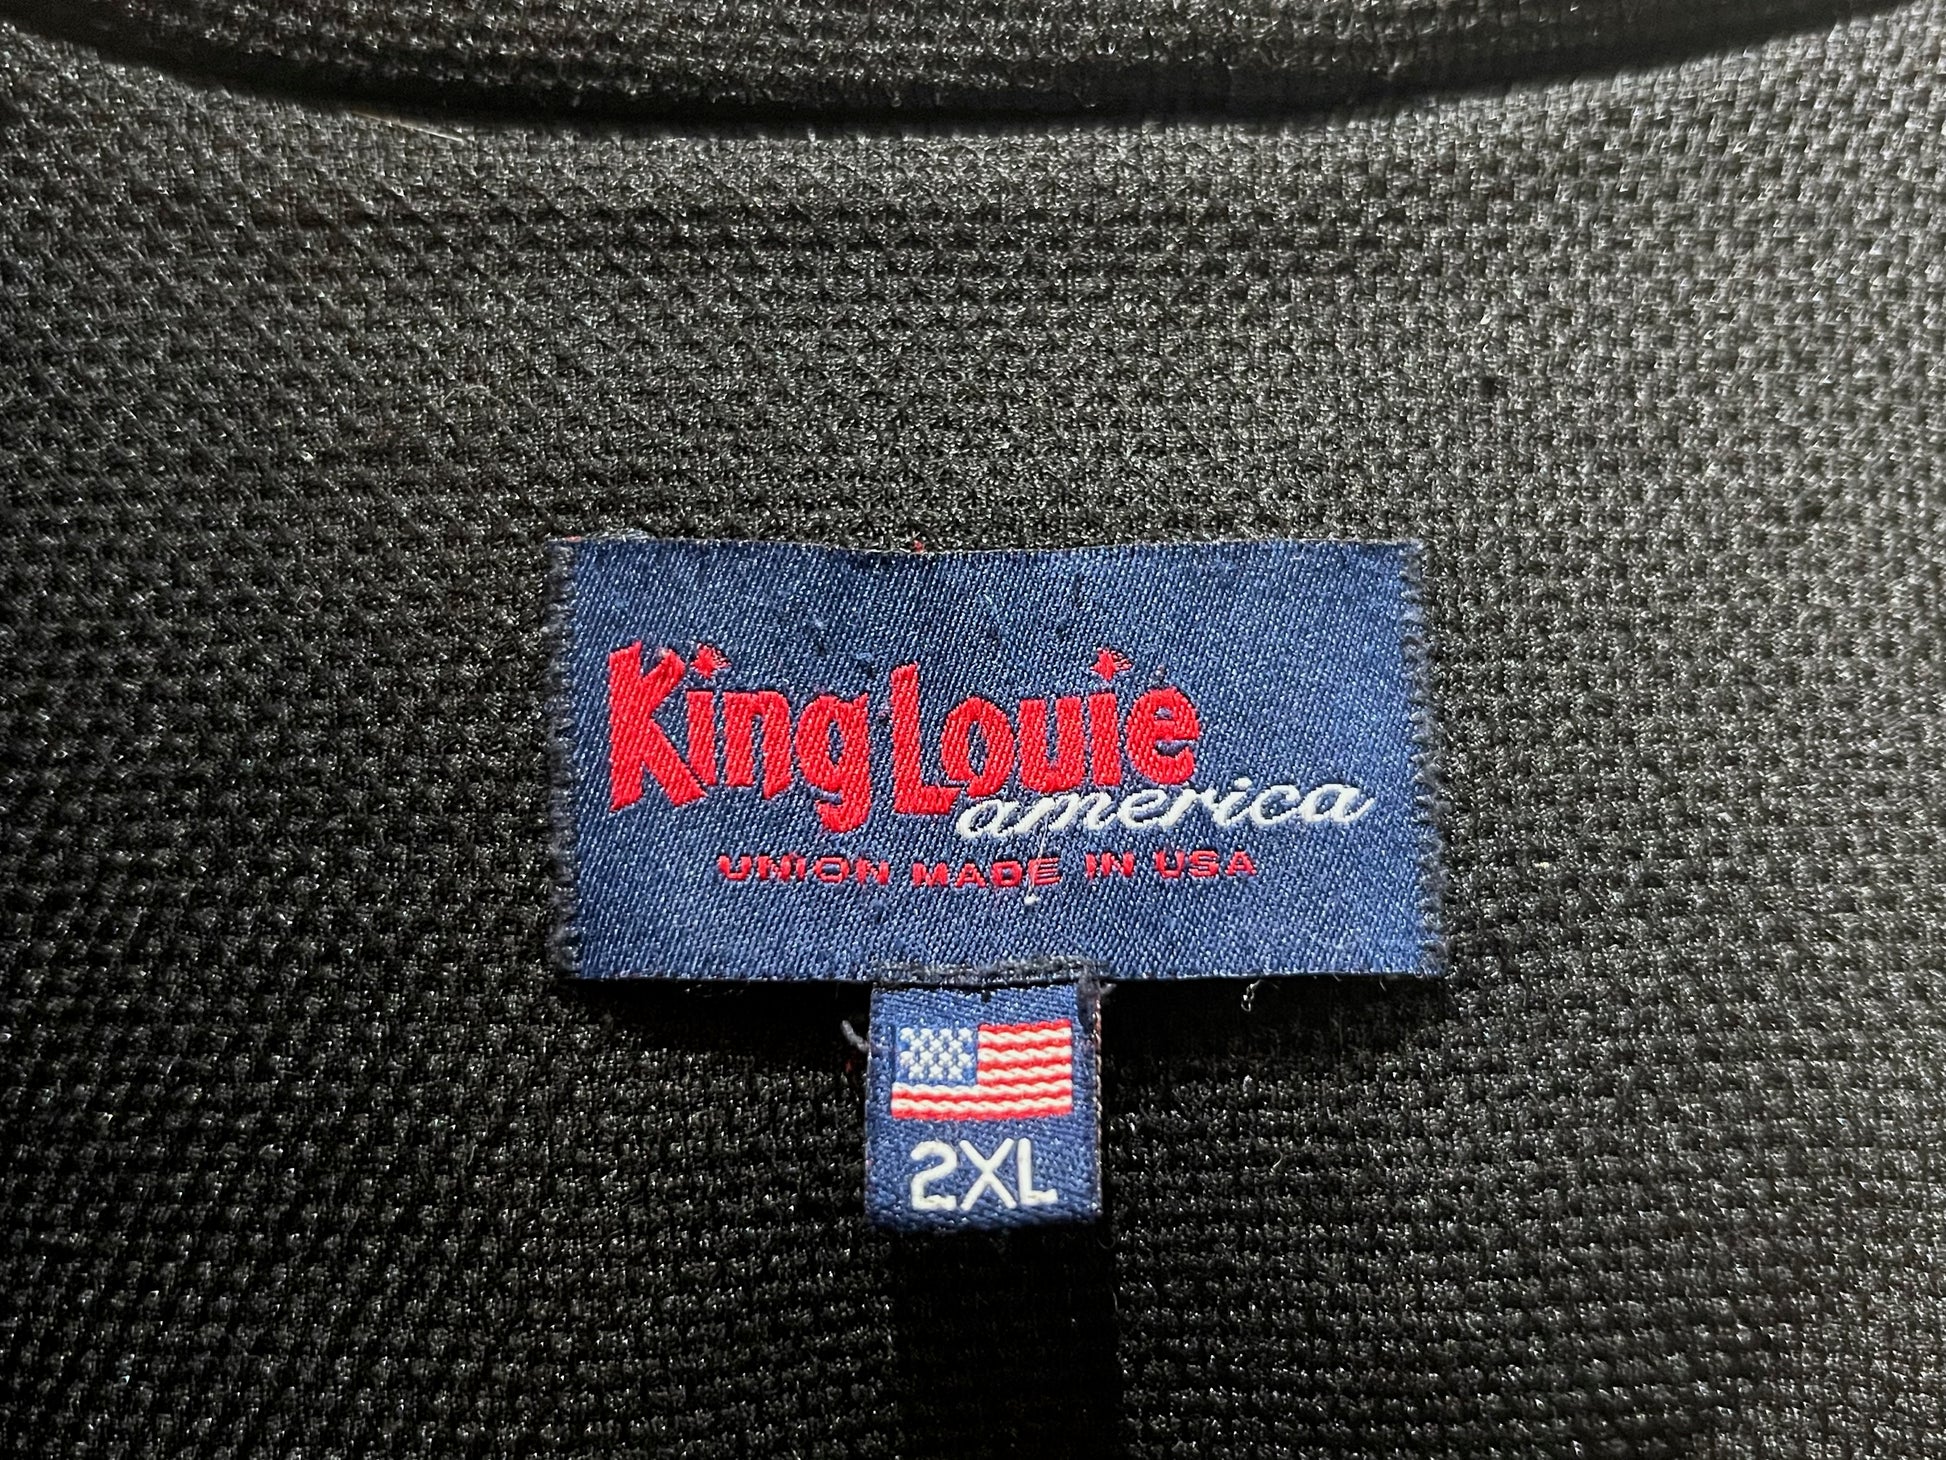 King Louie
america
UNION MADE IN USA
2XL